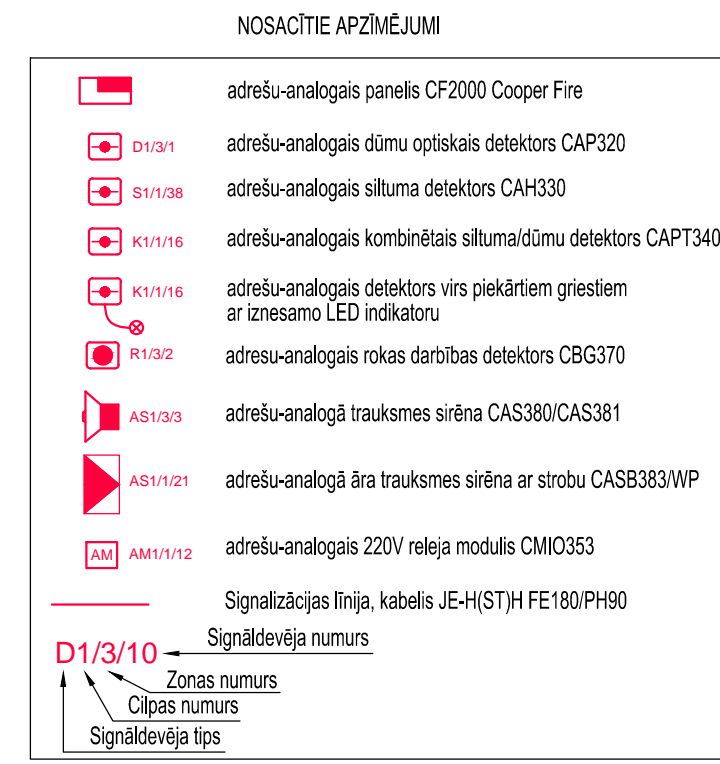 NOSACĪTIE APZĪMĒJUMI
adrešu-analogais panelis CF2000 Cooper Fire
D1/3/1 adrešu-analogais dūmu optiskais detektors CAP320
S1/1/38 adrešu-analogais siltuma detektors CAH330
K1/1/16 adrešu-analogais kombinētais siltuma/dūmu detektors CAPT340
K1/1/16 adrešu-analogais detektors virs piekārtiem griestiem
ar iznesamo LED indikatoru
R1/3/2 adresu-analogais rokas darbības detektors CBG370
AS1/3/3 adrešu-analogā trauksmes sirēna CAS380/CAS381
AS1/1/21 adrešu-analogā āra trauksmes sirēna ar strobu CASB383/WP
AM AM1/1/12 adrešu-analogais 220V releja modulis CMIO353
Signalizācijas līnija, kabelis JE-H(ST)H FE180/PH90
D1/3/10 Signāldevēja numurs
Zonas numurs
Cilpas numurs
Signāldevēja tips